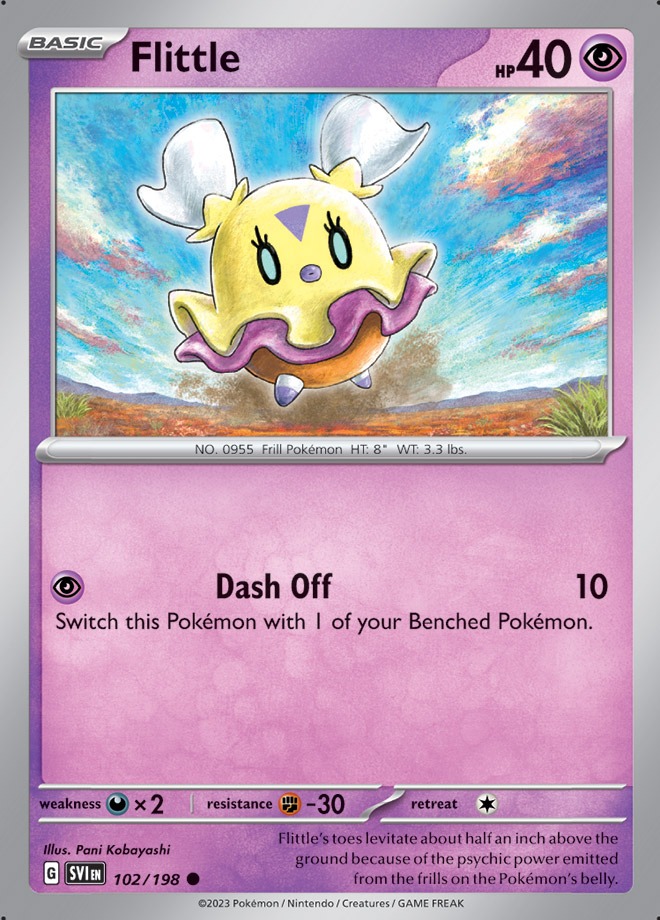 BASIC
Flittle
HP 40
NO. 0955 Frill Pokémon HT: 8" WT: 3.3 lbs.
Dash Off 10
Switch this Pokémon with 1 of your Benched Pokémon.
weakness ×2 resistance -30 retreat
Illus. Pani Kobayashi
Flittle's toes levitate about half an inch above the
ground because of the psychic power emitted
from the frills on the Pokémon's belly.
G SVI EN 102/198
©2023 Pokémon / Nintendo / Creatures / GAME FREAK